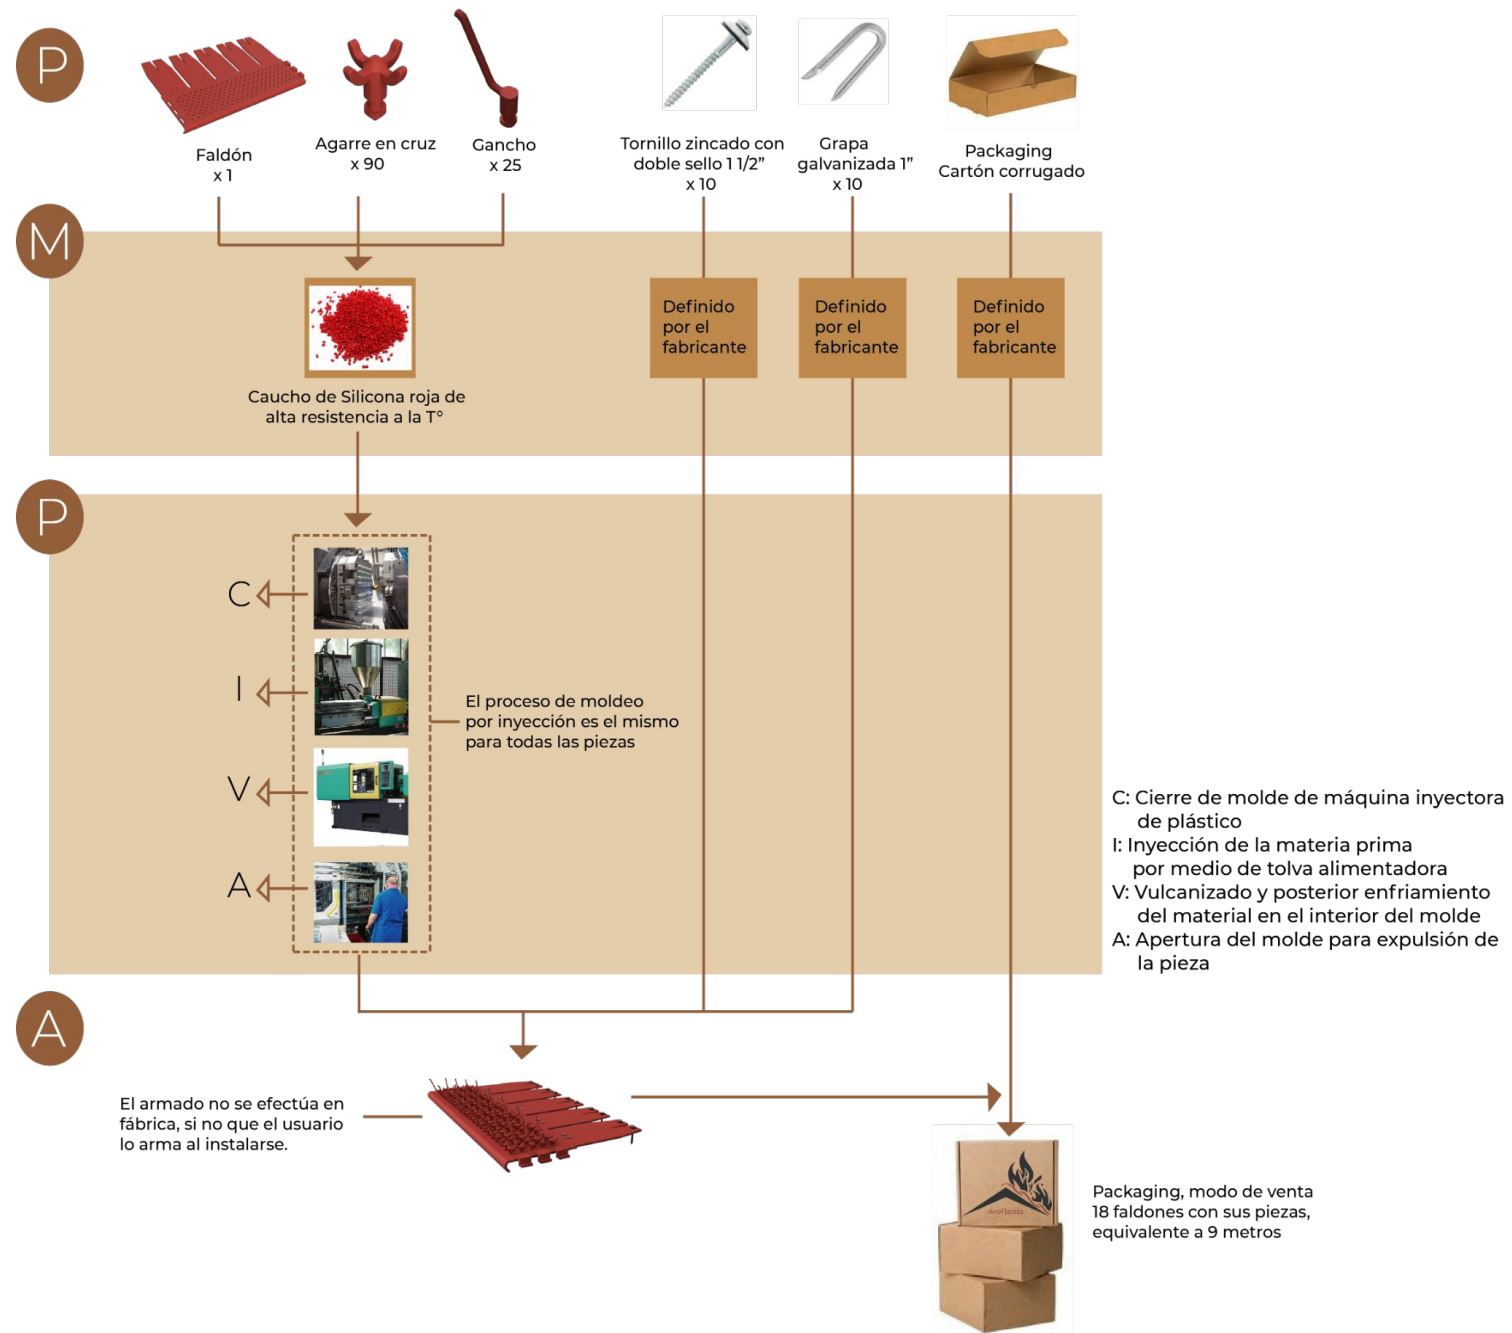 P
Faldón
x 1
Agarre en cruz
x 90
Gancho
x 25
Tornillo zincado con
doble sello 1 1/2”
x 10
Grapa
galvanizada 1”
x 10
Packaging
Cartón corrugado
M
Caucho de Silicona roja de
alta resistencia a la T°
Definido
por el
fabricante
Definido
por el
fabricante
Definido
por el
fabricante
P
C
I
V
A
El proceso de moldeo
por inyección es el mismo
para todas las piezas
C: Cierre de molde de máquina inyectora
de plástico
I: Inyección de la materia prima
por medio de tolva alimentadora
V: Vulcanizado y posterior enfriamiento
del material en el interior del molde
A: Apertura del molde para expulsión de
la pieza
A
El armado no se efectúa en
fábrica, si no que el usuario
lo arma al instalarse.
Packaging, modo de venta
18 faldones con sus piezas,
equivalente a 9 metros